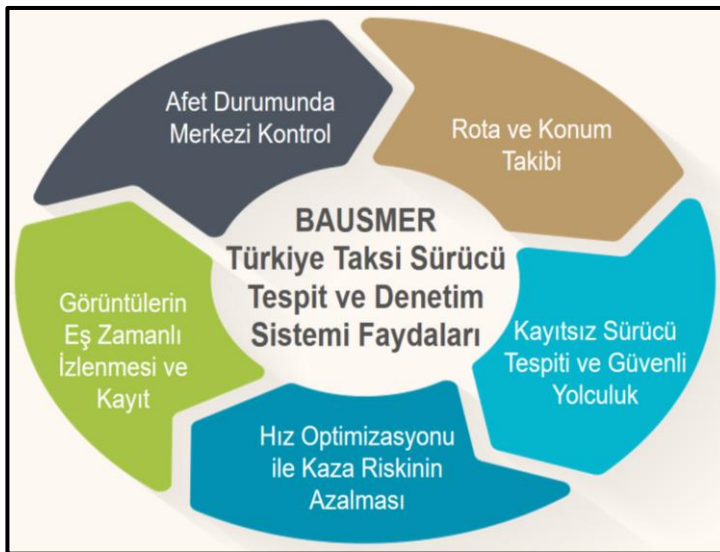 BAUSMER
Türkiye Taksi Sürücü
Tespit ve Denetim
Sistemi Faydaları
Afet Durumunda
Merkezi Kontrol
Rota ve Konum
Takibi
Kayıtsız Sürücü
Tespiti ve Güvenli
Yolculuk
Hız Optimizasyonu
ile Kaza Riskinin
Azalması
Görüntülerin
Eş Zamanlı
İzlenmesi ve
Kayıt